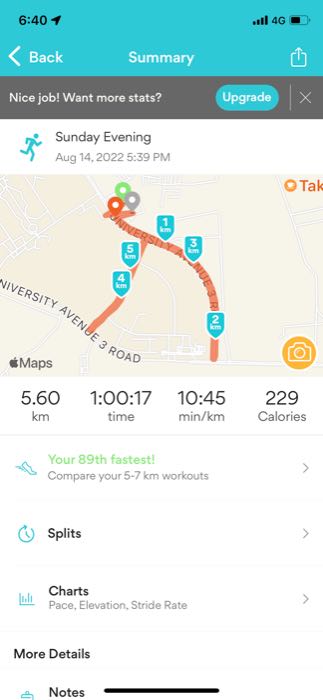 6:40
4G
Back
Summary
Nice job! Want more stats?
Upgrade
Sunday Evening
Aug 14, 2022 5:39 PM
Tak
1 km
UNIVERSITY AVENUE 3 R
3 km
5 km
4 km
2 km
NIVERSITY AVENUE 3 ROAD
Maps
5.60
km
1:00:17
time
10:45
min/km
229
Calories
Your 89th fastest!
Compare your 5-7 km workouts
Splits
Charts
Pace, Elevation, Stride Rate
More Details
Notes